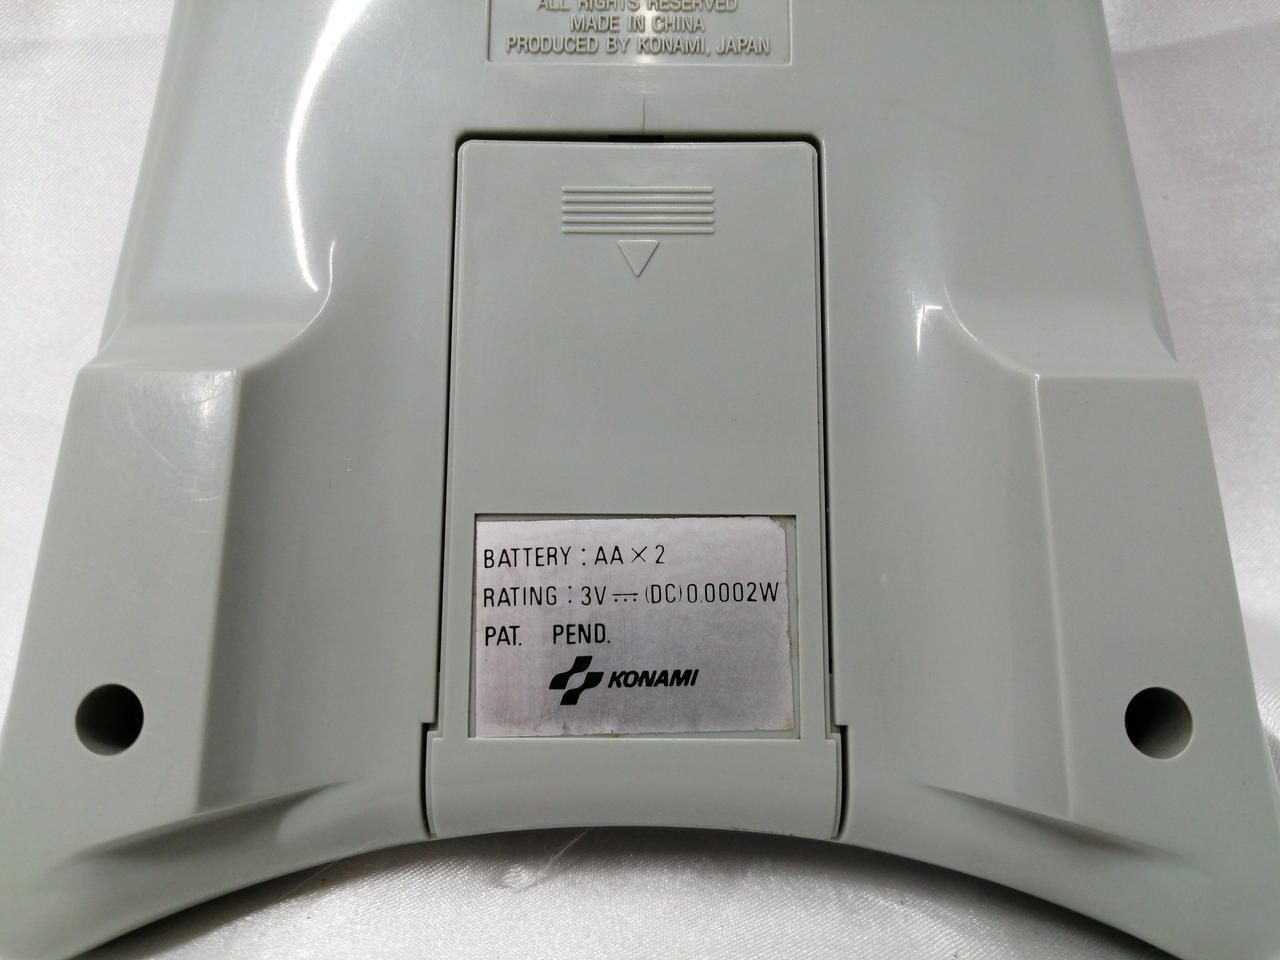 ALL RIGHTS RESERVED
MADE IN CHINA
PRODUCED BY KONAMI, JAPAN
BATTERY : AA × 2
RATING : 3V ⎓ (DC) 0.0002W
PAT. PEND.
KONAMI